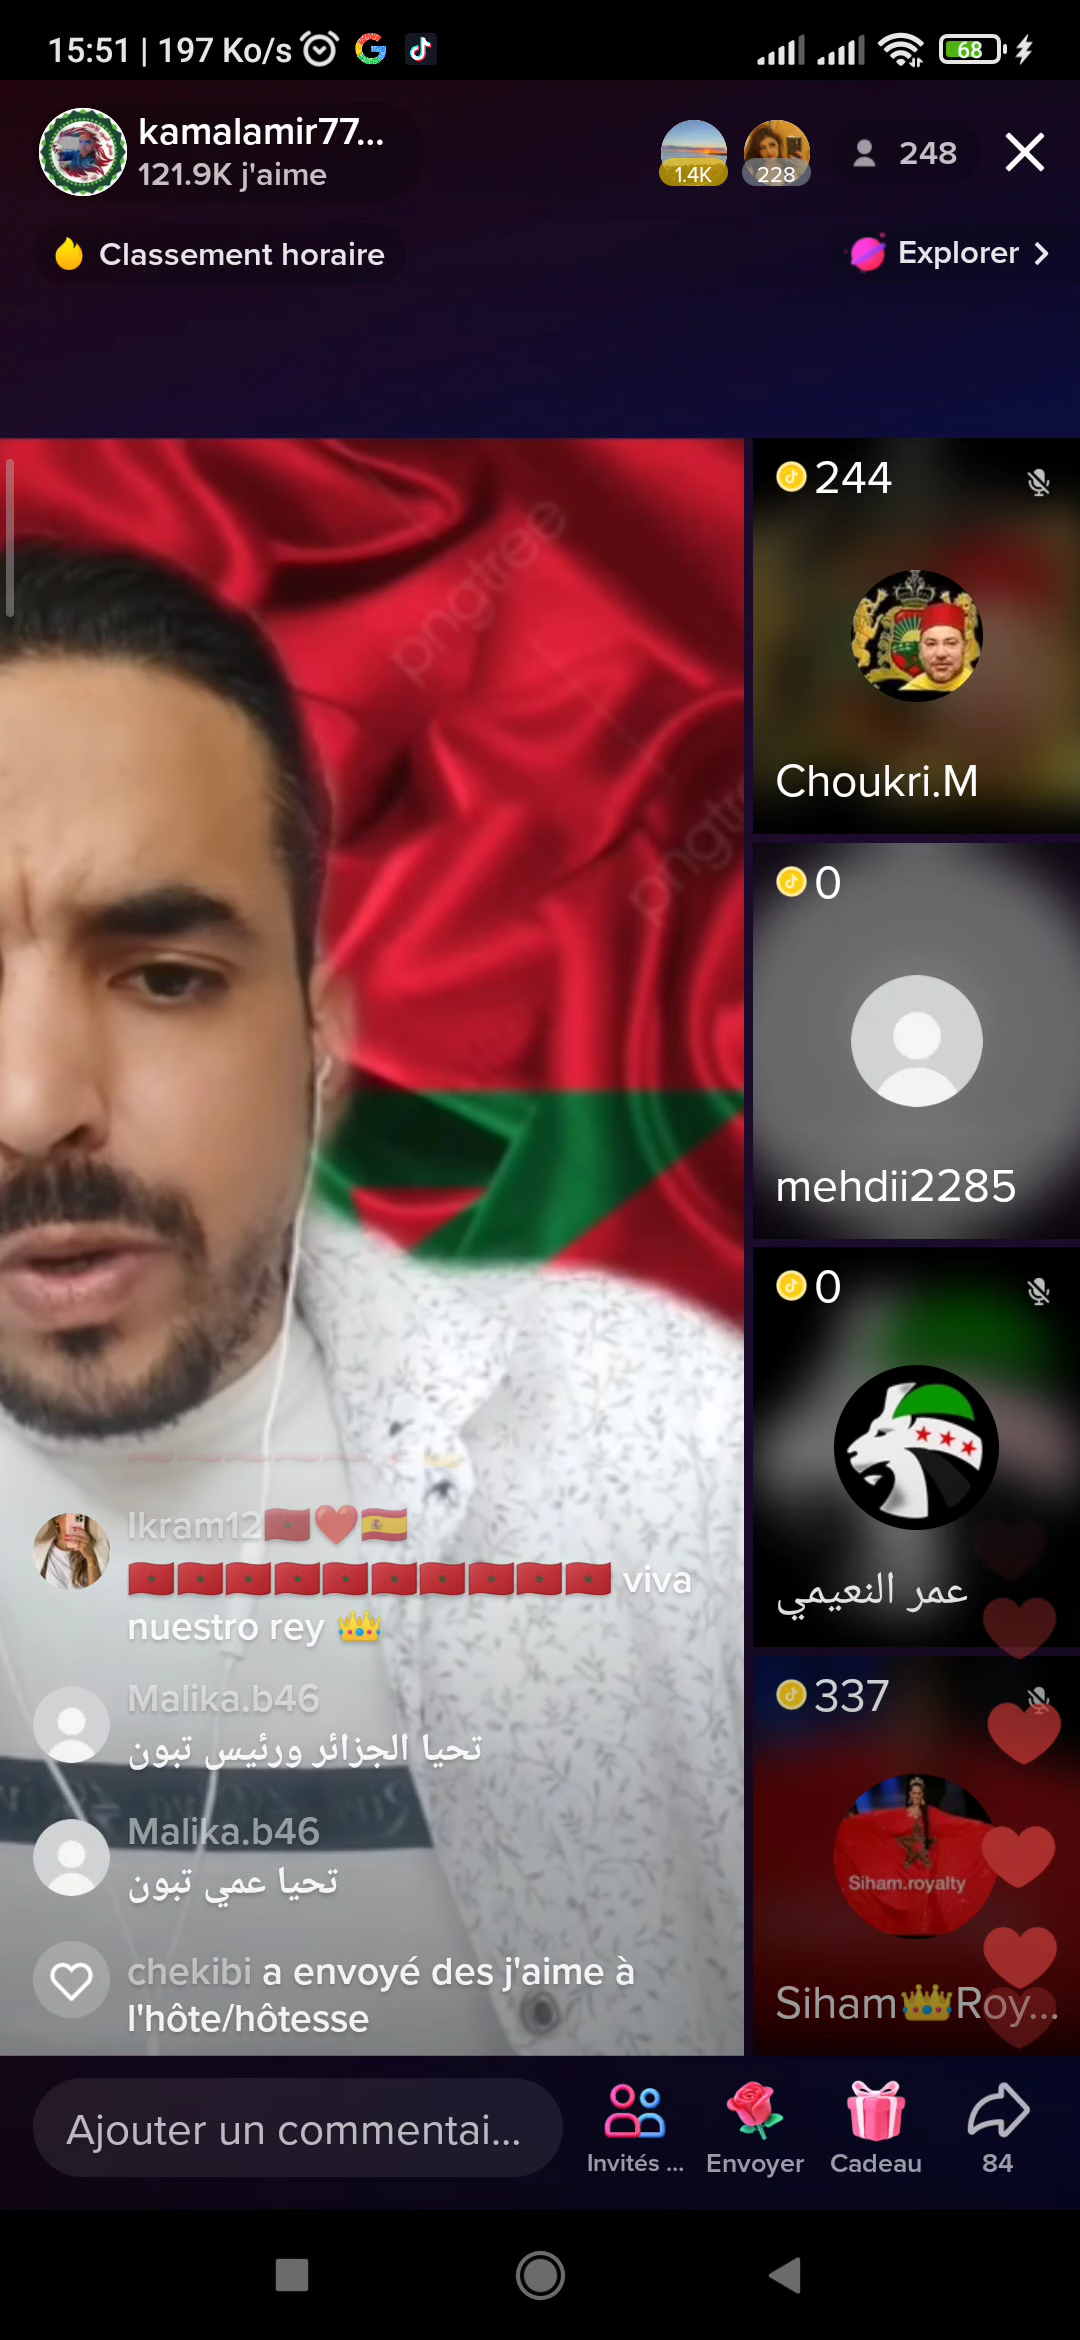 15:51 | 197 Ko/s
68
kamalamir77...
121.9K j'aime
1.4K
228
248
Classement horaire
Explorer
pngtree
244
Choukri.M
0
mehdii2285
0
عمر النعيمي
337
Siham.royalty
Siham👑Roy...
Ikram12🇲🇦❤️🇪🇸
🇲🇦🇲🇦🇲🇦🇲🇦🇲🇦🇲🇦🇲🇦🇲🇦🇲🇦🇲🇦 viva
nuestro rey 👑
Malika.b46
تحيا الجزائر ورئيس تبون
Malika.b46
تحيا عمي تبون
chekibi a envoyé des j'aime à
l'hôte/hôtesse
Ajouter un commentai...
Invités ...
Envoyer
Cadeau
84